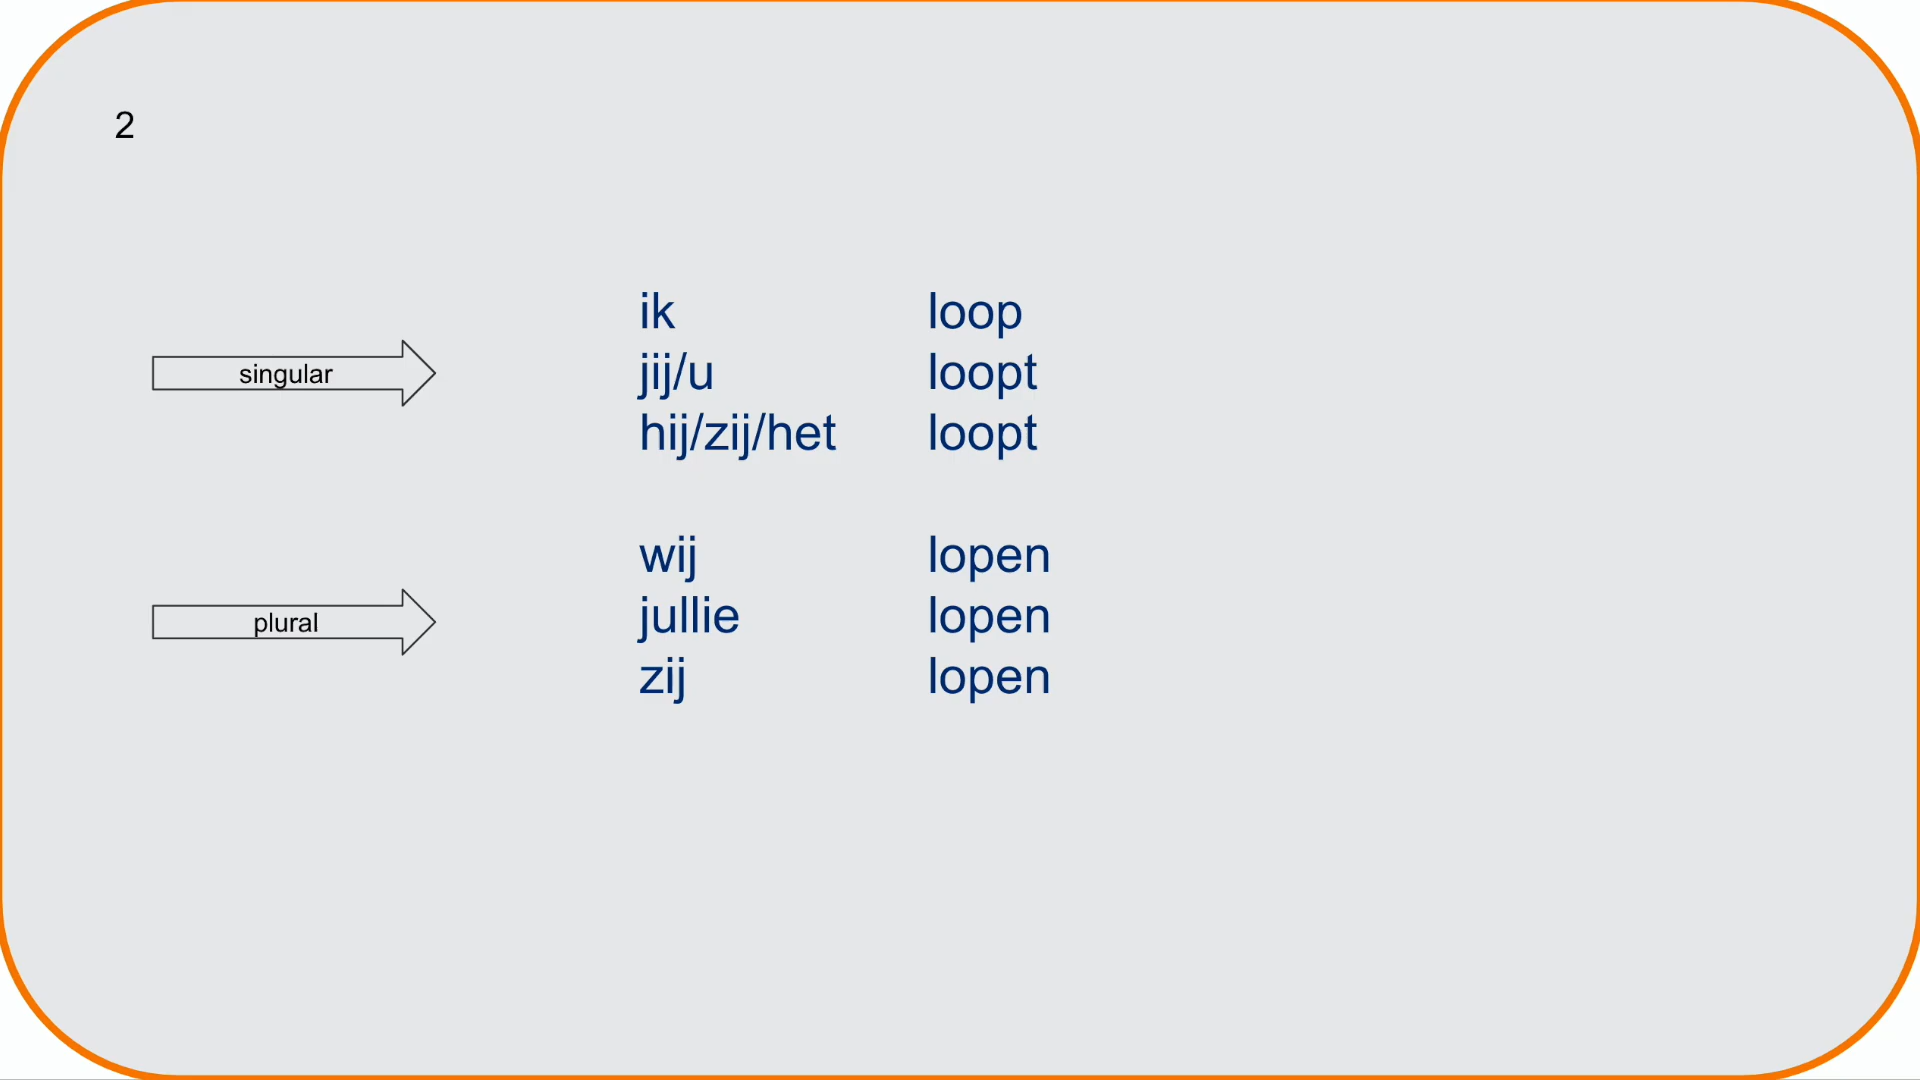 2
singular
ik loop
jij/u loopt
hij/zij/het loopt
plural
wij lopen
jullie lopen
zij lopen